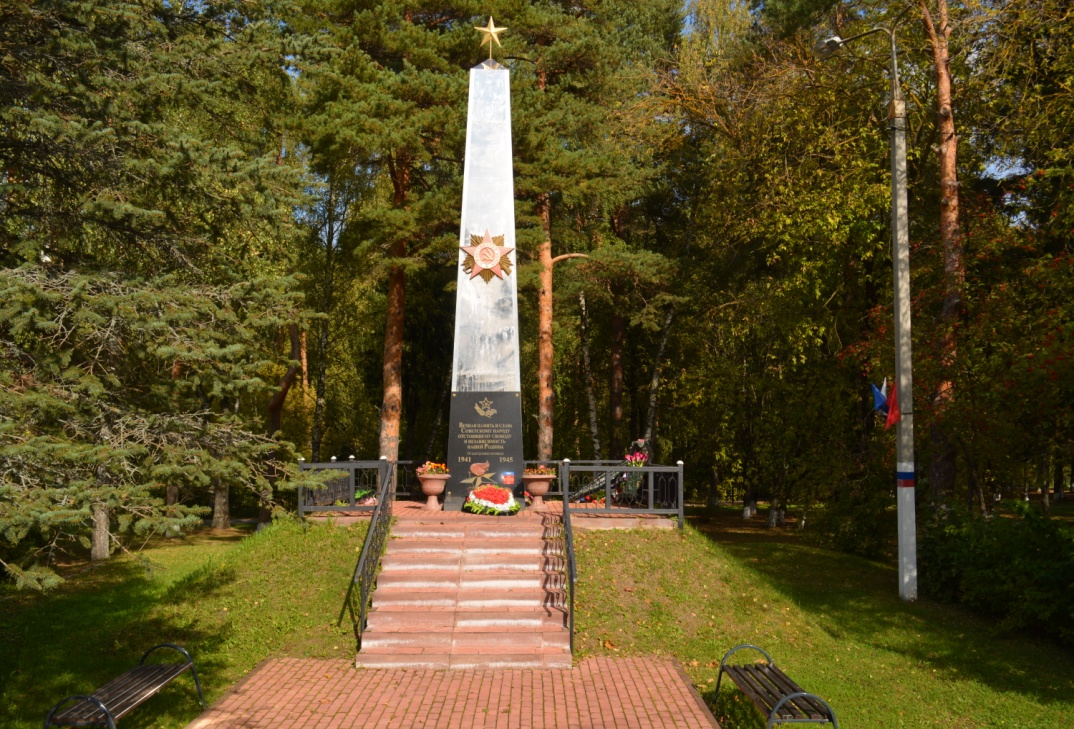 Вечная память и слава
Советскому народу
отстоявшему свободу
и независимость
нашей Родины
1941 1945